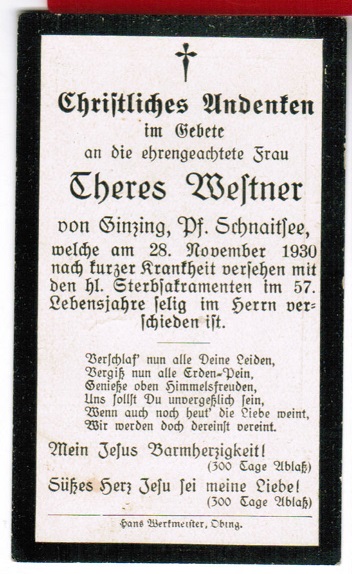 Christliches Andenken
im Gebete
an die ehrengeachtete Frau
Theres Westner
von Ginzing, Pf. Schnaitsee,
welche am 28. November 1930
nach kurzer Krankheit versehen mit
den hl. Sterbsakramenten im 57.
Lebensjahre selig im Herrn ver-
schieden ist.
Verschlaf' nun alle Deine Leiden,
Vergiß nun alle Erden-Pein,
Genieße oben Himmelsfreuden,
Uns sollst Du unvergeßlich sein,
Wenn auch noch heut' die Liebe weint,
Wir werden doch dereinst vereint.
Mein Jesus Barmherzigkeit!
(300 Tage Ablaß)
Süßes Herz Jesu sei meine Liebe!
(300 Tage Ablaß)
Hans Werkmeister, Obing.